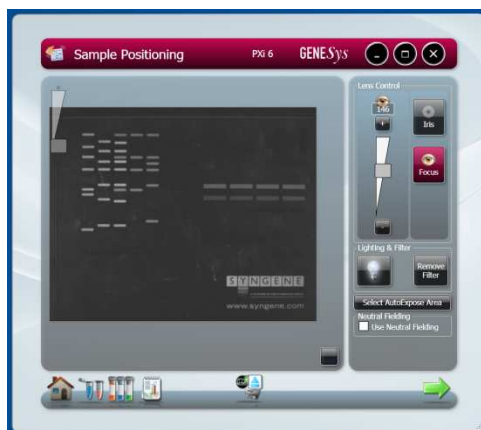 Sample Positioning
PXi 6
GENESys
Lens Control
146
Iris
+
Focus
-
Lighting & Filter
Remove
Filter
Select AutoExpose Area
Neutral Fielding
Use Neutral Fielding
SYNGENE
www.syngene.com